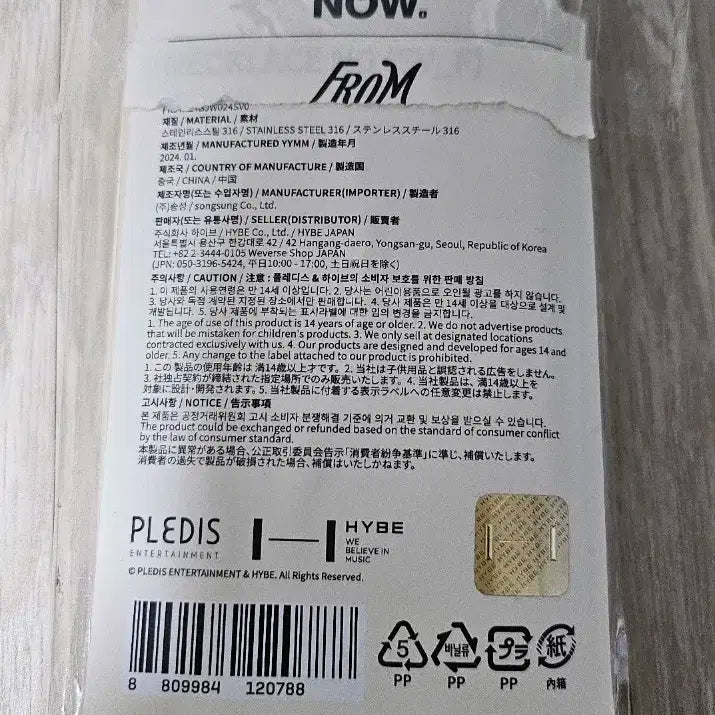 NOW.
FROM
재질 / MATERIAL / 素材
스테인리스스틸 316 / STAINLESS STEEL 316 / ステンレススチール 316
제조년월 / MANUFACTURED YYMM / 製造年月
2024. 01.
제조국 / COUNTRY OF MANUFACTURE / 製造国
중국 / CHINA / 中国
제조자명(또는 수입자명) / MANUFACTURER(IMPORTER) / 製造者
(주)송성 / songsung Co., Ltd.
판매자(또는 유통사명) / SELLER(DISTRIBUTOR) / 販賣者
주식회사 하이브 / HYBE Co., Ltd. / HYBE JAPAN
서울특별시 용산구 한강대로 42 / 42 Hangang-daero, Yongsan-gu, Seoul, Republic of Korea
TEL: +82 2-3444-0105 Weverse Shop JAPAN
(JPN: 050-3196-5424, 平日10:00 - 17:00, 土日祝日を除く)
주의사항 / CAUTION / 注意 : 플레디스 & 하이브의 소비자 보호를 위한 판매 방침
1. 이 제품의 사용연령은 만 14세 이상입니다. 2. 당사는 어린이용품으로 오인될 광고를 하지 않습니다.
3. 당사와 독점 계약된 지정된 장소에서만 판매합니다. 4. 당사 제품은 만 14세 이상을 대상으로 설계 및
개발됩니다. 5. 당사 제품에 부착되는 표시라벨에 대한 임의 변경을 금지합니다.
1. The age of use of this product is 14 years of age or older. 2. We do not advertise products
that will be mistaken for children's products. 3. We only sell at designated locations
contracted exclusively with us. 4. Our products are designed and developed for ages 14 and
older. 5. Any change to the label attached to our product is prohibited.
1. この製品の使用年齢は満14歳以上です。2. 当社は子供用品と誤認される広告をしません。
3. 社独占契約が締結された指定場所でのみ販売いたします。4. 当社製品は、満14歳以上を
対象に設計・開発されます。5. 当社製品に付着する表示ラベルへの任意変更は禁止します。
고시사항 / NOTICE / 告示事項
본 제품은 공정거래위원회 고시 소비자 분쟁해결 기준에 의거 교환 및 보상을 받으실 수 있습니다.
The product could be exchanged or refunded based on the standard of consumer conflict
by the law of consumer standard.
本製品に異常がある場合、公正取引委員会告示「消費者紛争基準」に準じ、補償いたします。
消費者の過失で製品が破損された場合、補償はいたしかねます。
PLEDIS
ENTERTAINMENT
HYBE
WE
BELIEVE IN
MUSIC
© PLEDIS ENTERTAINMENT & HYBE. All Rights Reserved.
8 809984 120788
5 비닐류 プラ 紙
PP PP PP 內箱